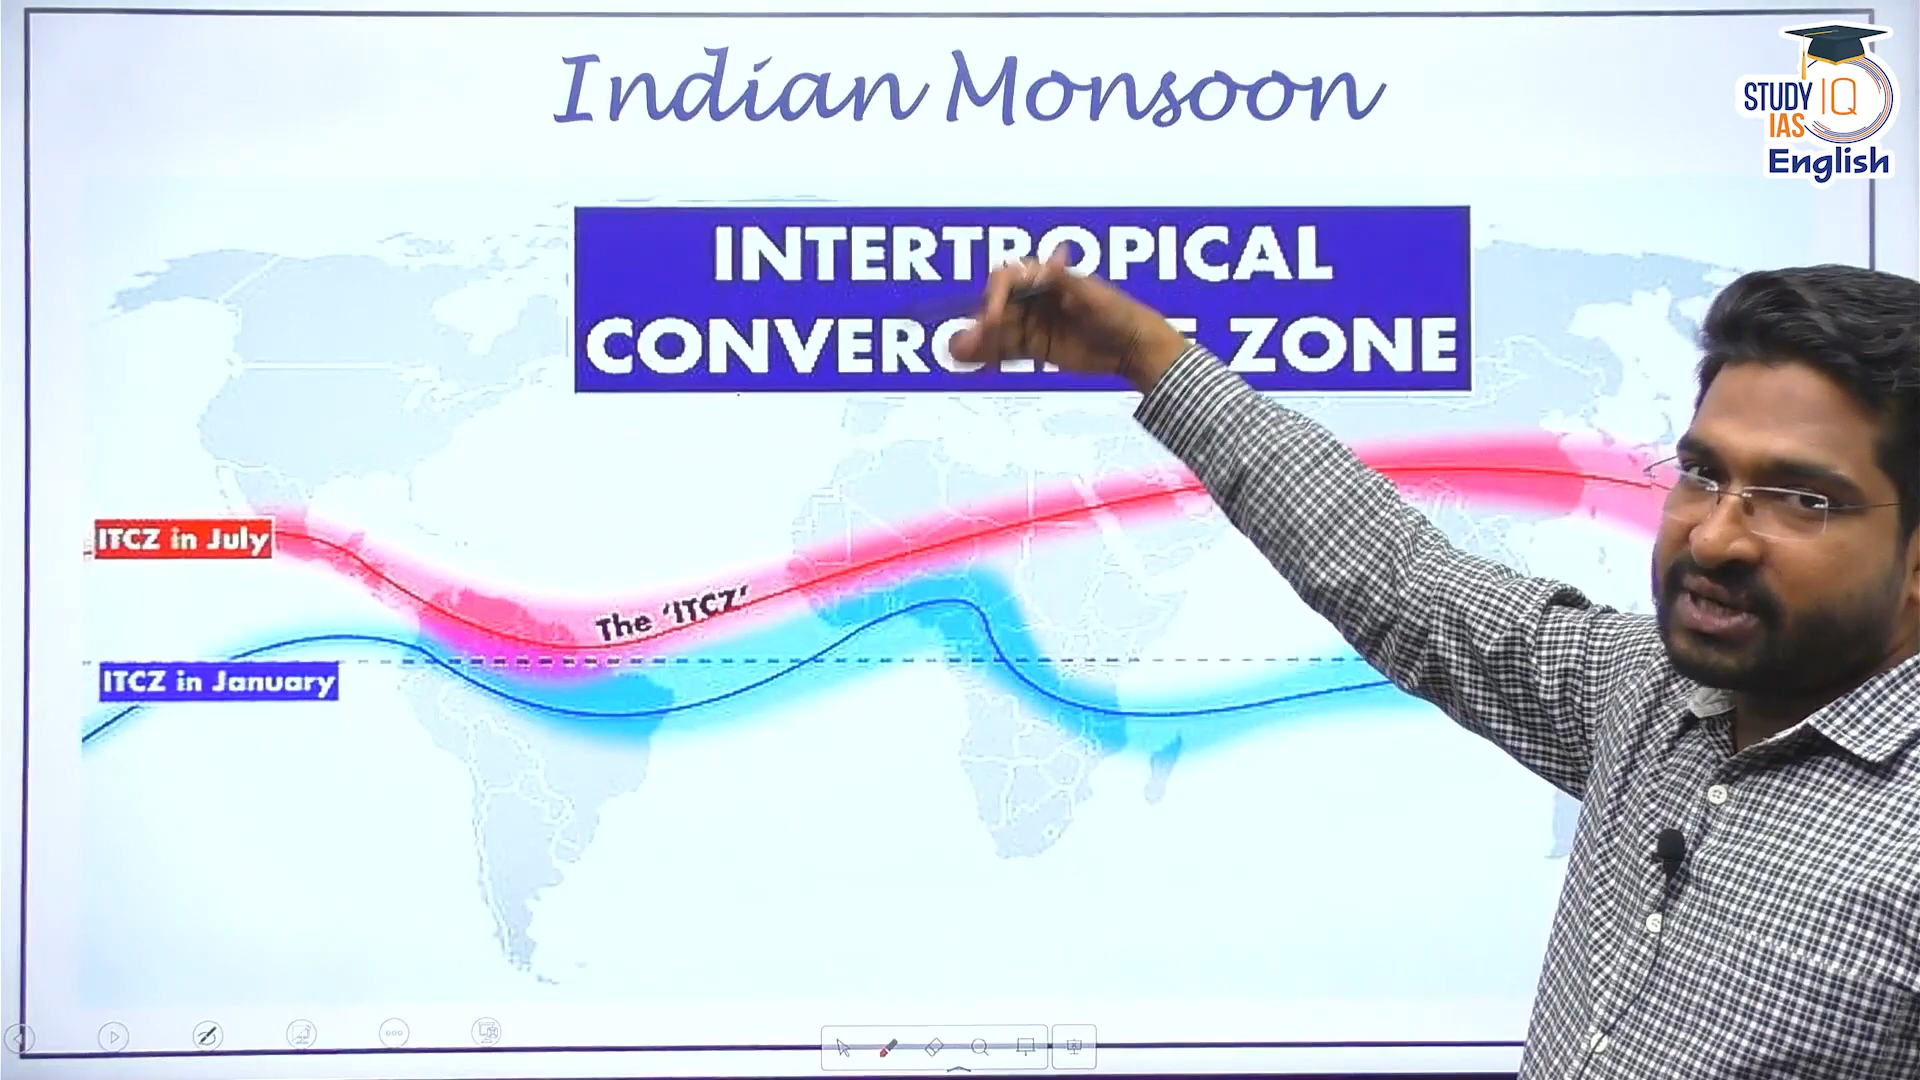 Indian Monsoon
STUDY IQ
IAS
English
INTERTROPICAL
ZONE
ITCZ in July
The 'ITCZ'
ITCZ in January